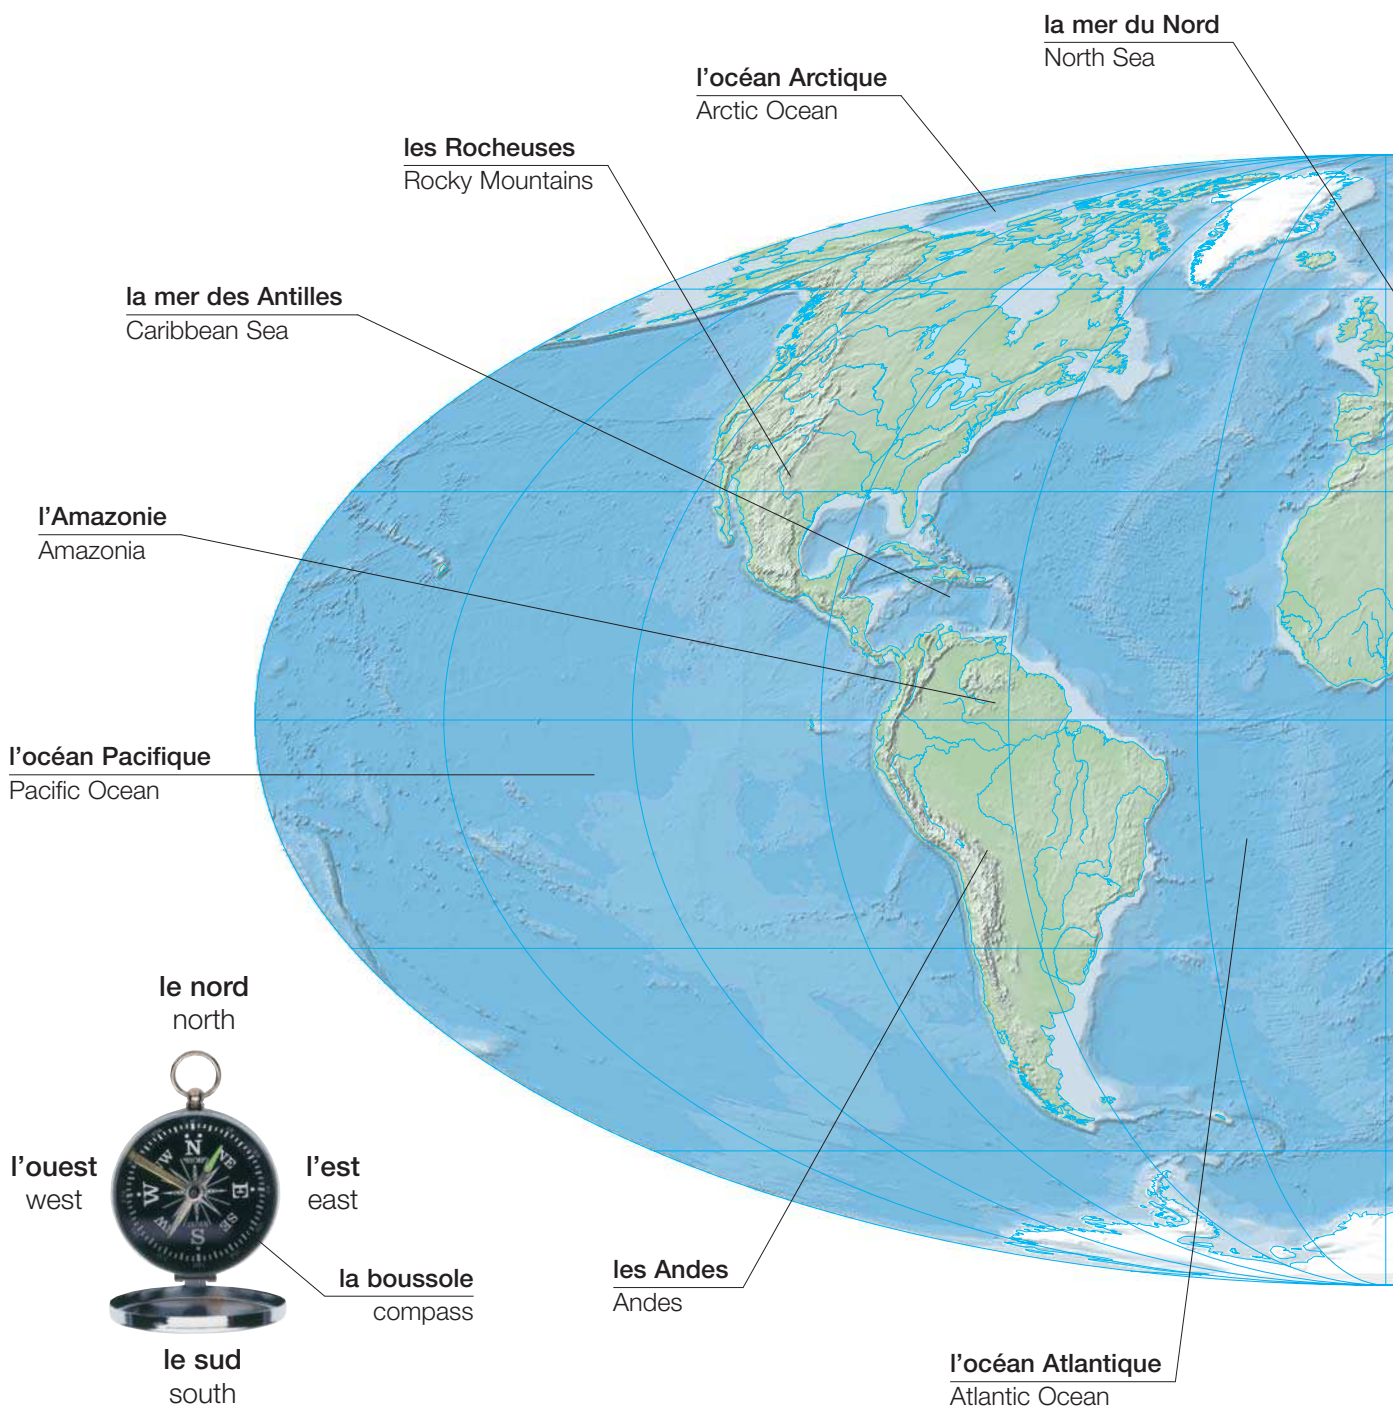 la mer du Nord
North Sea
l'océan Arctique
Arctic Ocean
les Rocheuses
Rocky Mountains
la mer des Antilles
Caribbean Sea
l'Amazonie
Amazonia
l'océan Pacifique
Pacific Ocean
le nord
north
l'ouest
west
N
NE
E
SE
S
W
W
l'est
east
la boussole
compass
le sud
south
les Andes
Andes
l'océan Atlantique
Atlantic Ocean